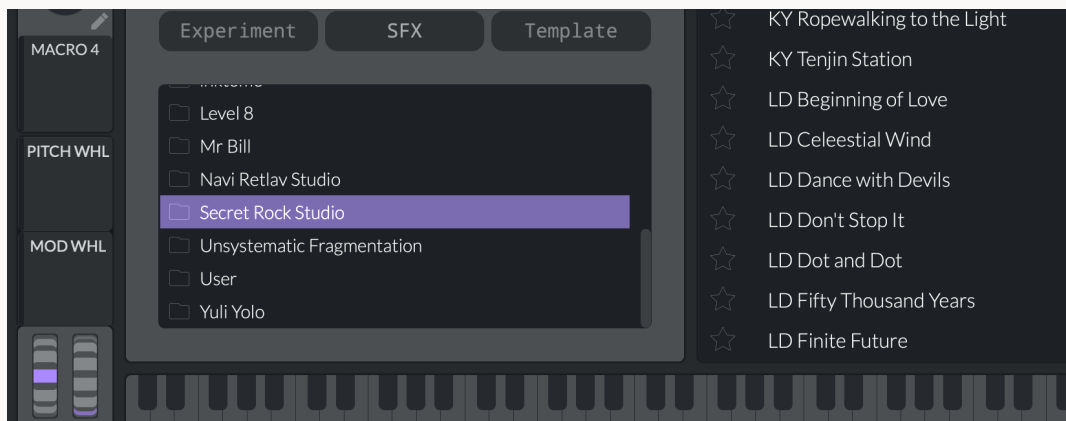 MACRO 4
PITCH WHL
MOD WHL
Experiment
SFX
Template
Level 8
Mr Bill
Navi Retlav Studio
Secret Rock Studio
Unsystematic Fragmentation
User
Yuli Yolo
KY Ropewalking to the Light
KY Tenjin Station
LD Beginning of Love
LD Celeestial Wind
LD Dance with Devils
LD Don't Stop It
LD Dot and Dot
LD Fifty Thousand Years
LD Finite Future